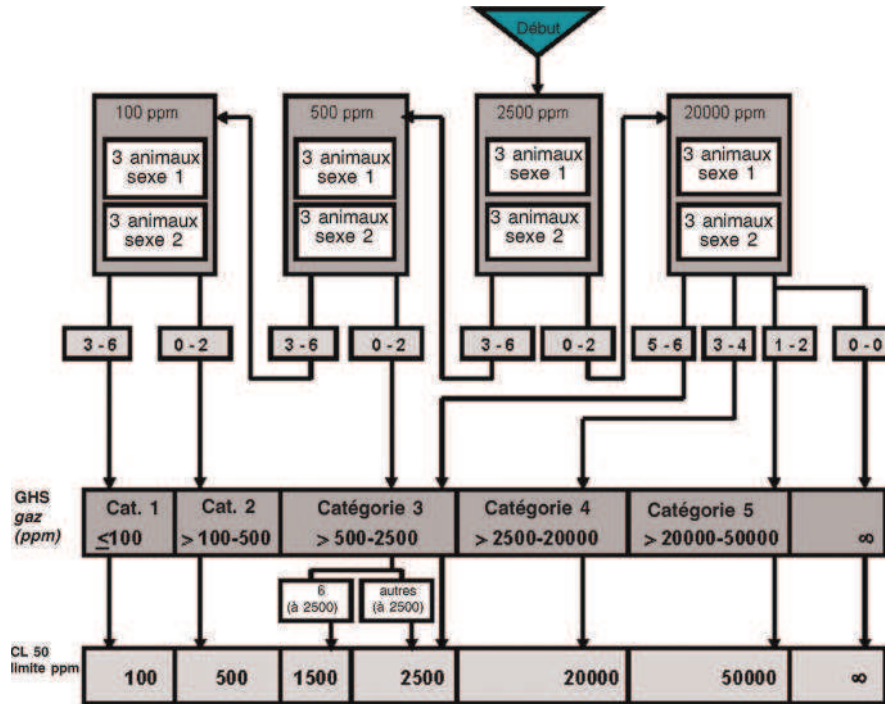 Début
100 ppm
500 ppm
2500 ppm
20000 ppm
3 animaux
sexe 1
3 animaux
sexe 1
3 animaux
sexe 1
3 animaux
sexe 1
3 animaux
sexe 2
3 animaux
sexe 2
3 animaux
sexe 2
3 animaux
sexe 2
3 - 6
0 - 2
3 - 6
0 - 2
3 - 6
0 - 2
5 - 6
3 - 4
1 - 2
0 - 0
GHS
gaz
(ppm)
Cat. 1
≤100
Cat. 2
> 100-500
Catégorie 3
> 500-2500
Catégorie 4
> 2500-20000
Catégorie 5
> 20000-50000
∞
6
(à 2500)
autres
(à 2500)
CL 50
limite ppm
100
500
1500
2500
20000
50000
∞